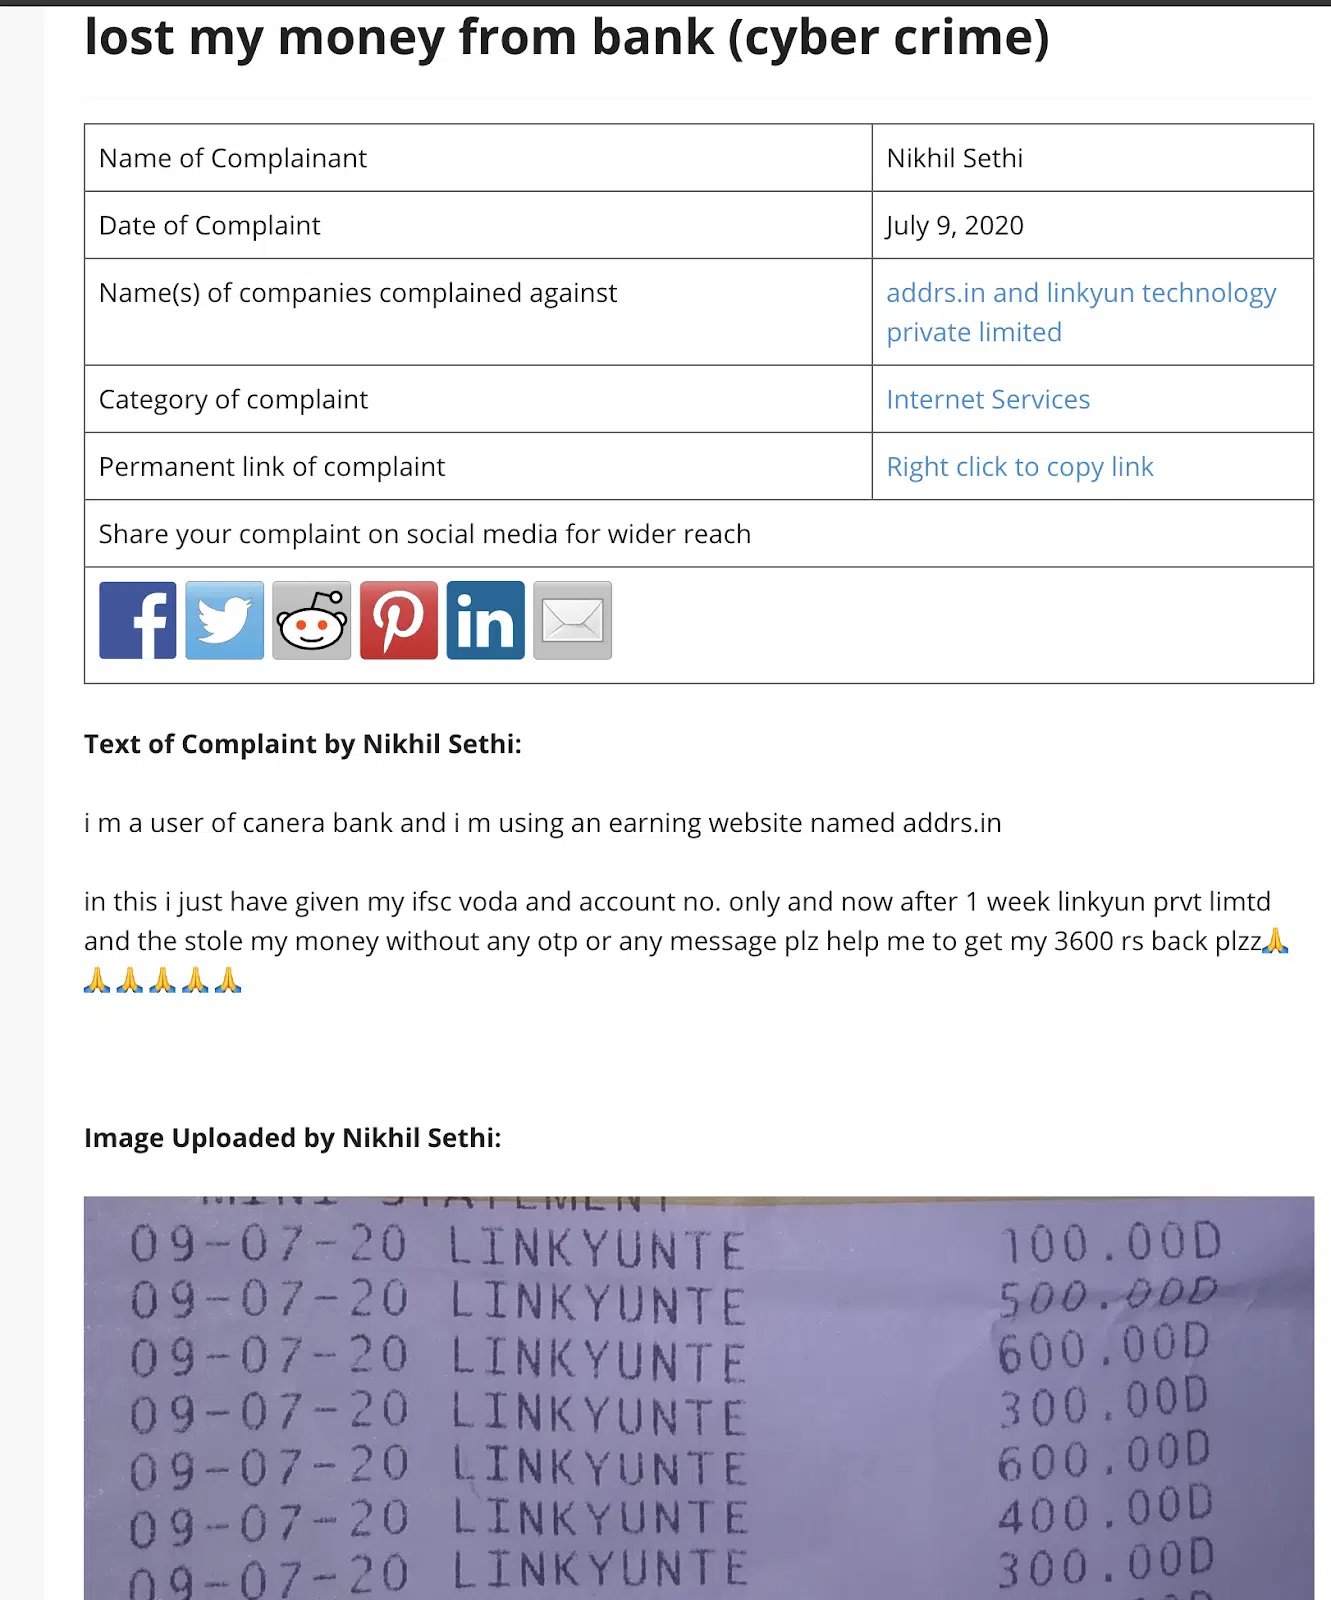 lost my money from bank (cyber crime)
Name of Complainant Nikhil Sethi
Date of Complaint July 9, 2020
Name(s) of companies complained against addrs.in and linkyun technology
private limited
Category of complaint Internet Services
Permanent link of complaint Right click to copy link
Share your complaint on social media for wider reach
Text of Complaint by Nikhil Sethi:
i m a user of canera bank and i m using an earning website named addrs.in
in this i just have given my ifsc voda and account no. only and now after 1 week linkyun prvt limtd
and the stole my money without any otp or any message plz help me to get my 3600 rs back plzz🙏
🙏🙏🙏🙏🙏
Image Uploaded by Nikhil Sethi:
MINI STATEMENT
09-07-20 LINKYUNTE 100.00D
09-07-20 LINKYUNTE 500.00D
09-07-20 LINKYUNTE 600.00D
09-07-20 LINKYUNTE 300.00D
09-07-20 LINKYUNTE 600.00D
09-07-20 LINKYUNTE 400.00D
09-07-20 LINKYUNTE 300.00D